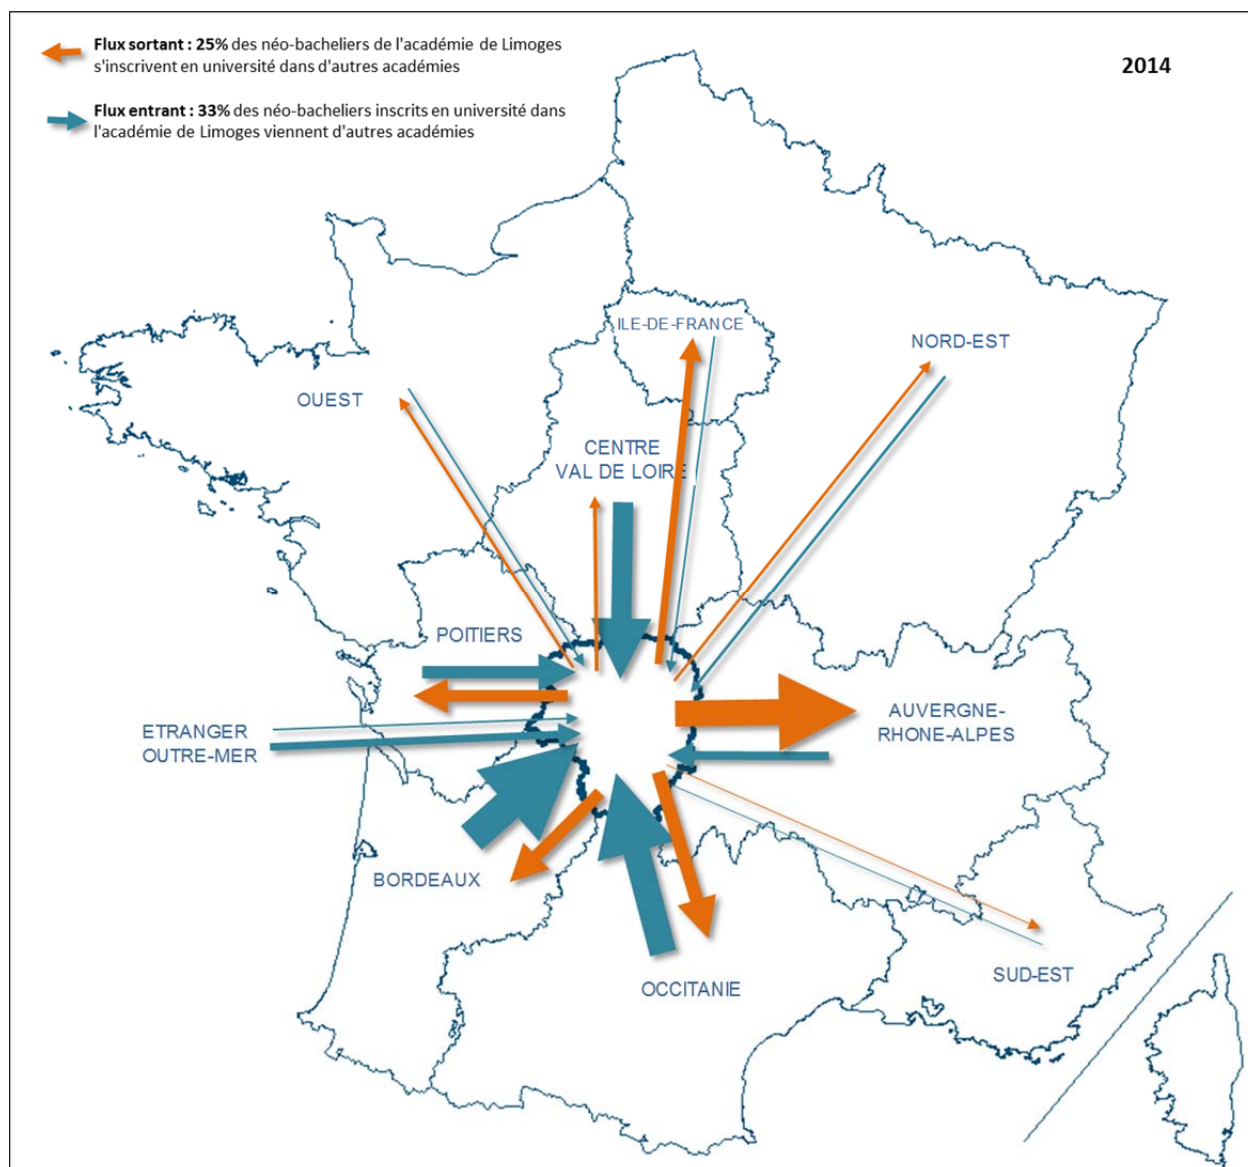 Flux sortant : 25% des néo-bacheliers de l'académie de Limoges
s'inscrivent en université dans d'autres académies
2014
Flux entrant : 33% des néo-bacheliers inscrits en université dans
l'académie de Limoges viennent d'autres académies
ILE-DE-FRANCE
NORD-EST
OUEST
CENTRE
VAL DE LOIRE
POITIERS
ETRANGER
OUTRE-MER
AUVERGNE-
RHONE-ALPES
BORDEAUX
SUD-EST
OCCITANIE